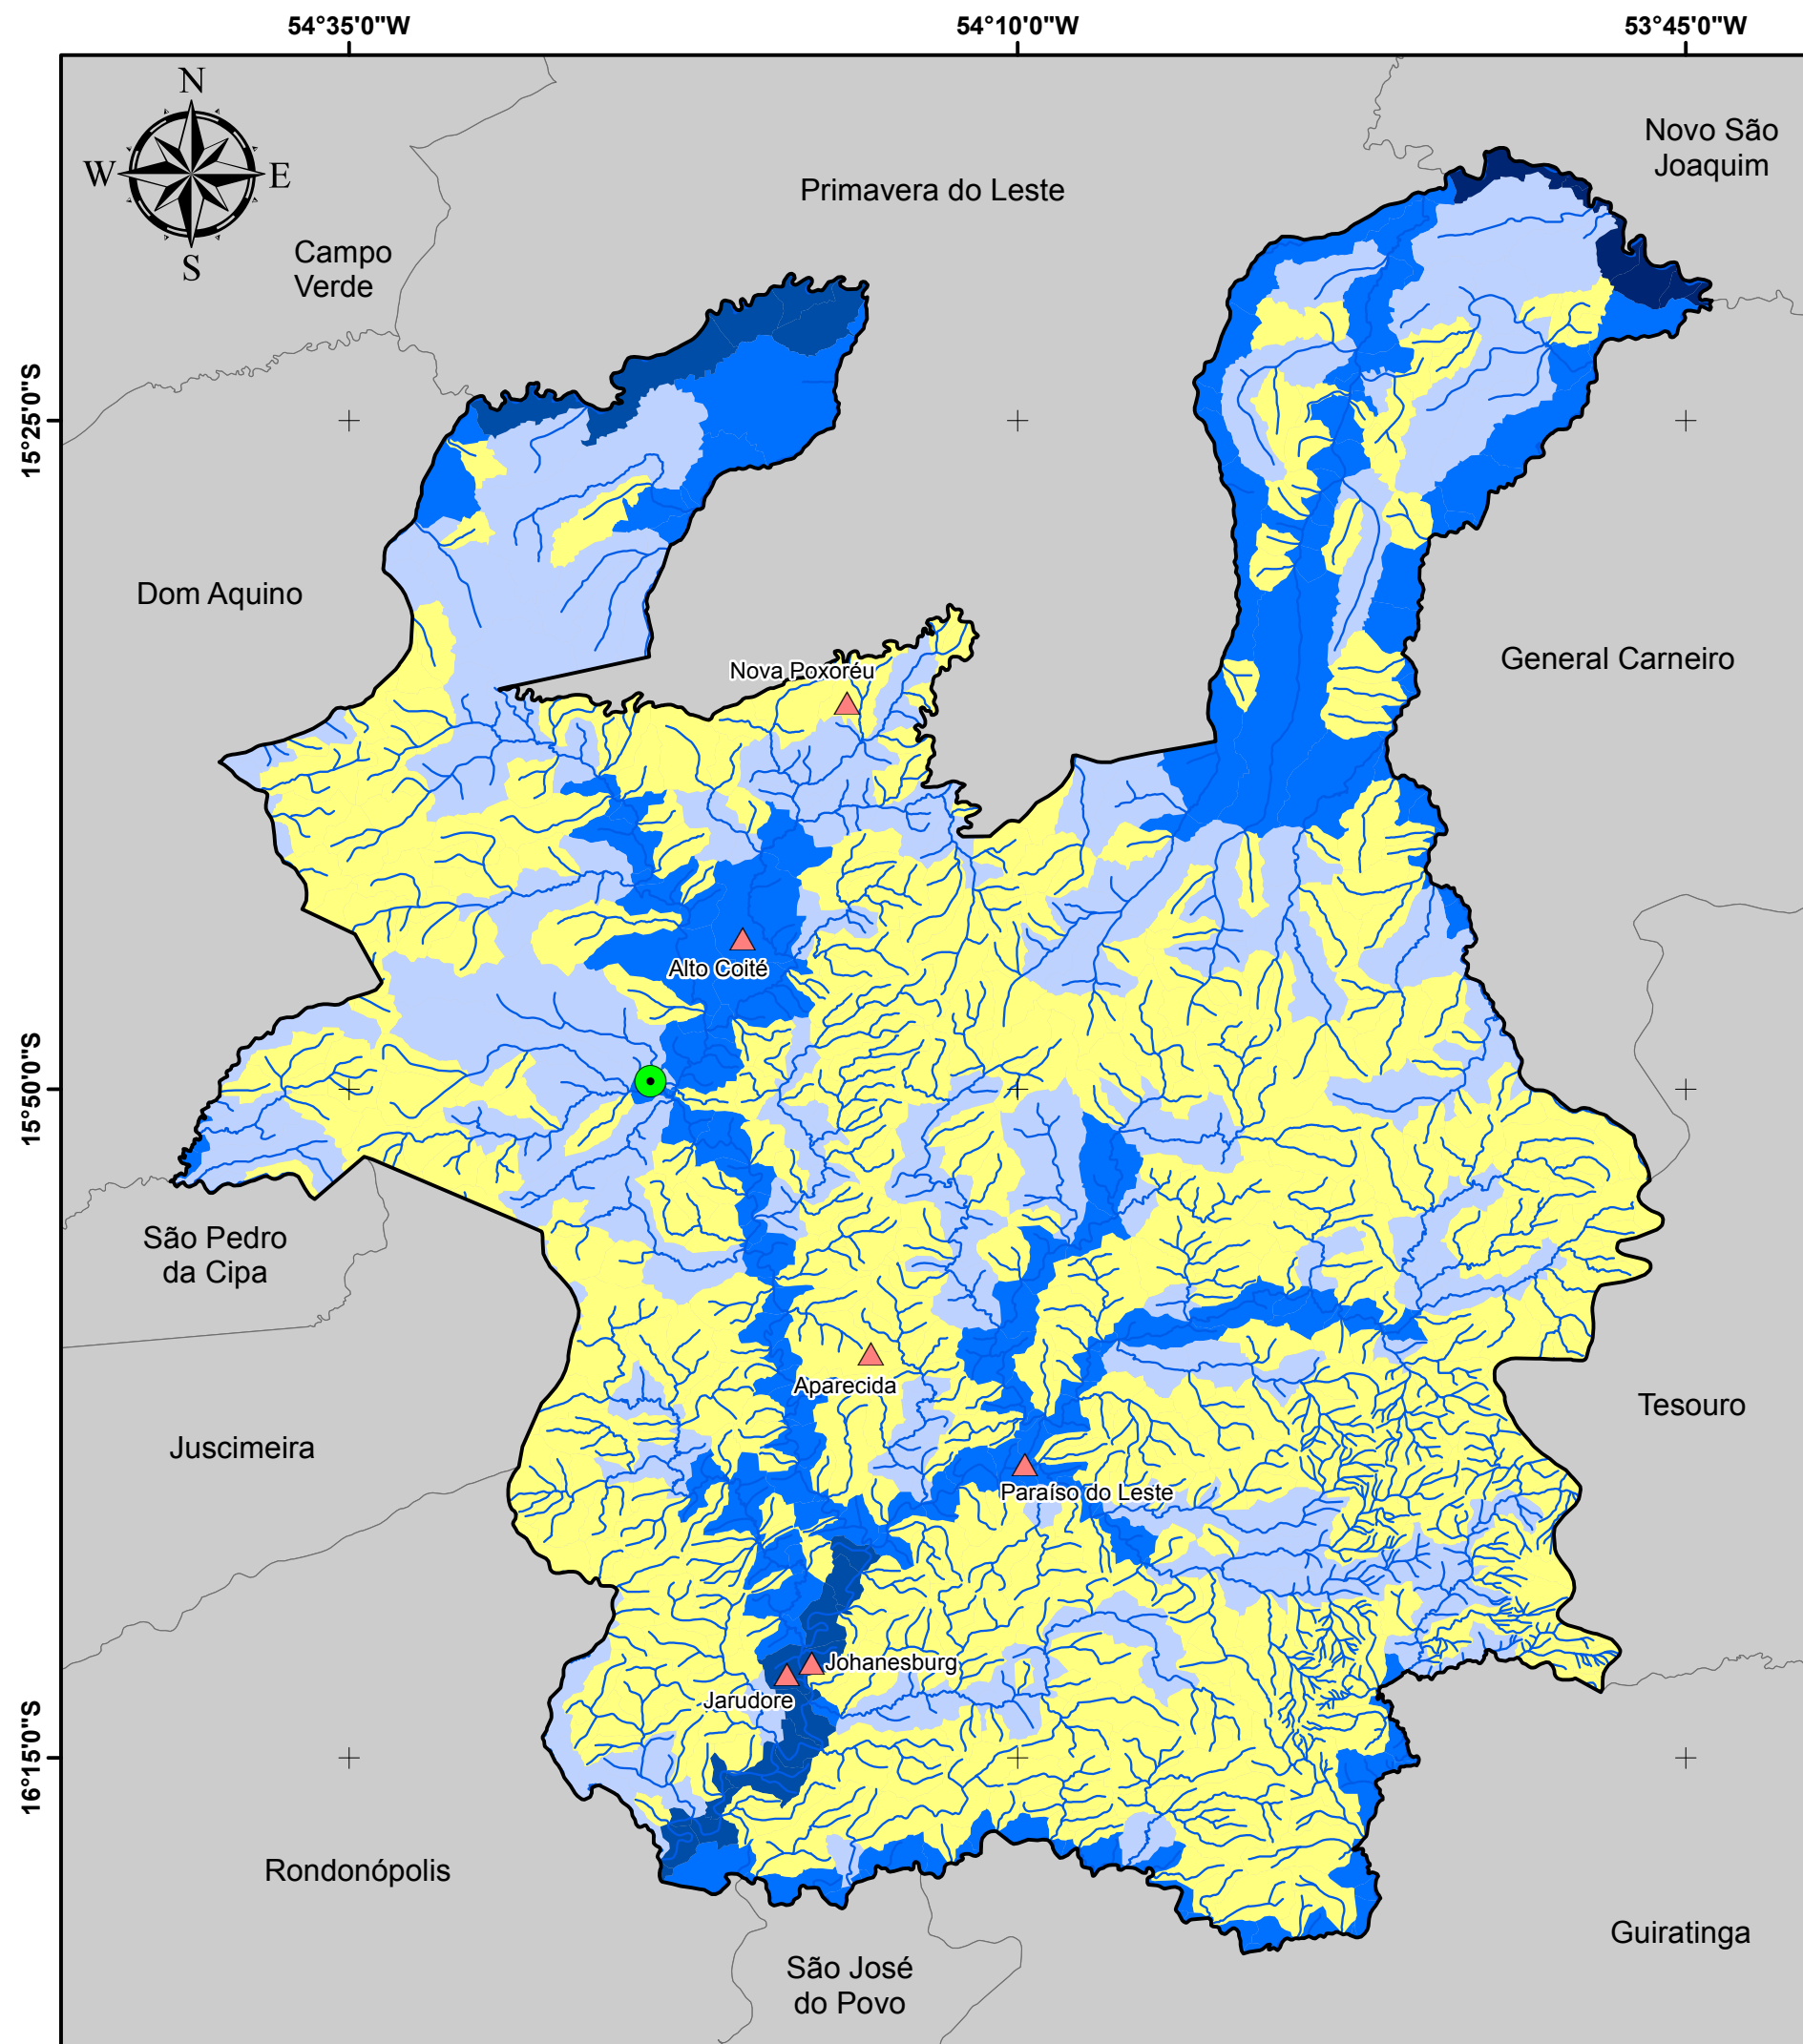 54°35'0"W
54°10'0"W
53°45'0"W
N
W
E
S
Novo São
Joaquim
Primavera do Leste
Campo
Verde
15°25'0"S
Dom Aquino
General Carneiro
Nova Poxoréu
Alto Coité
15°50'0"S
São Pedro
da Cipa
Aparecida
Tesouro
Juscimeira
Paraíso do Leste
Johanesburg
Jarudore
16°15'0"S
Rondonópolis
Guiratinga
São José
do Povo